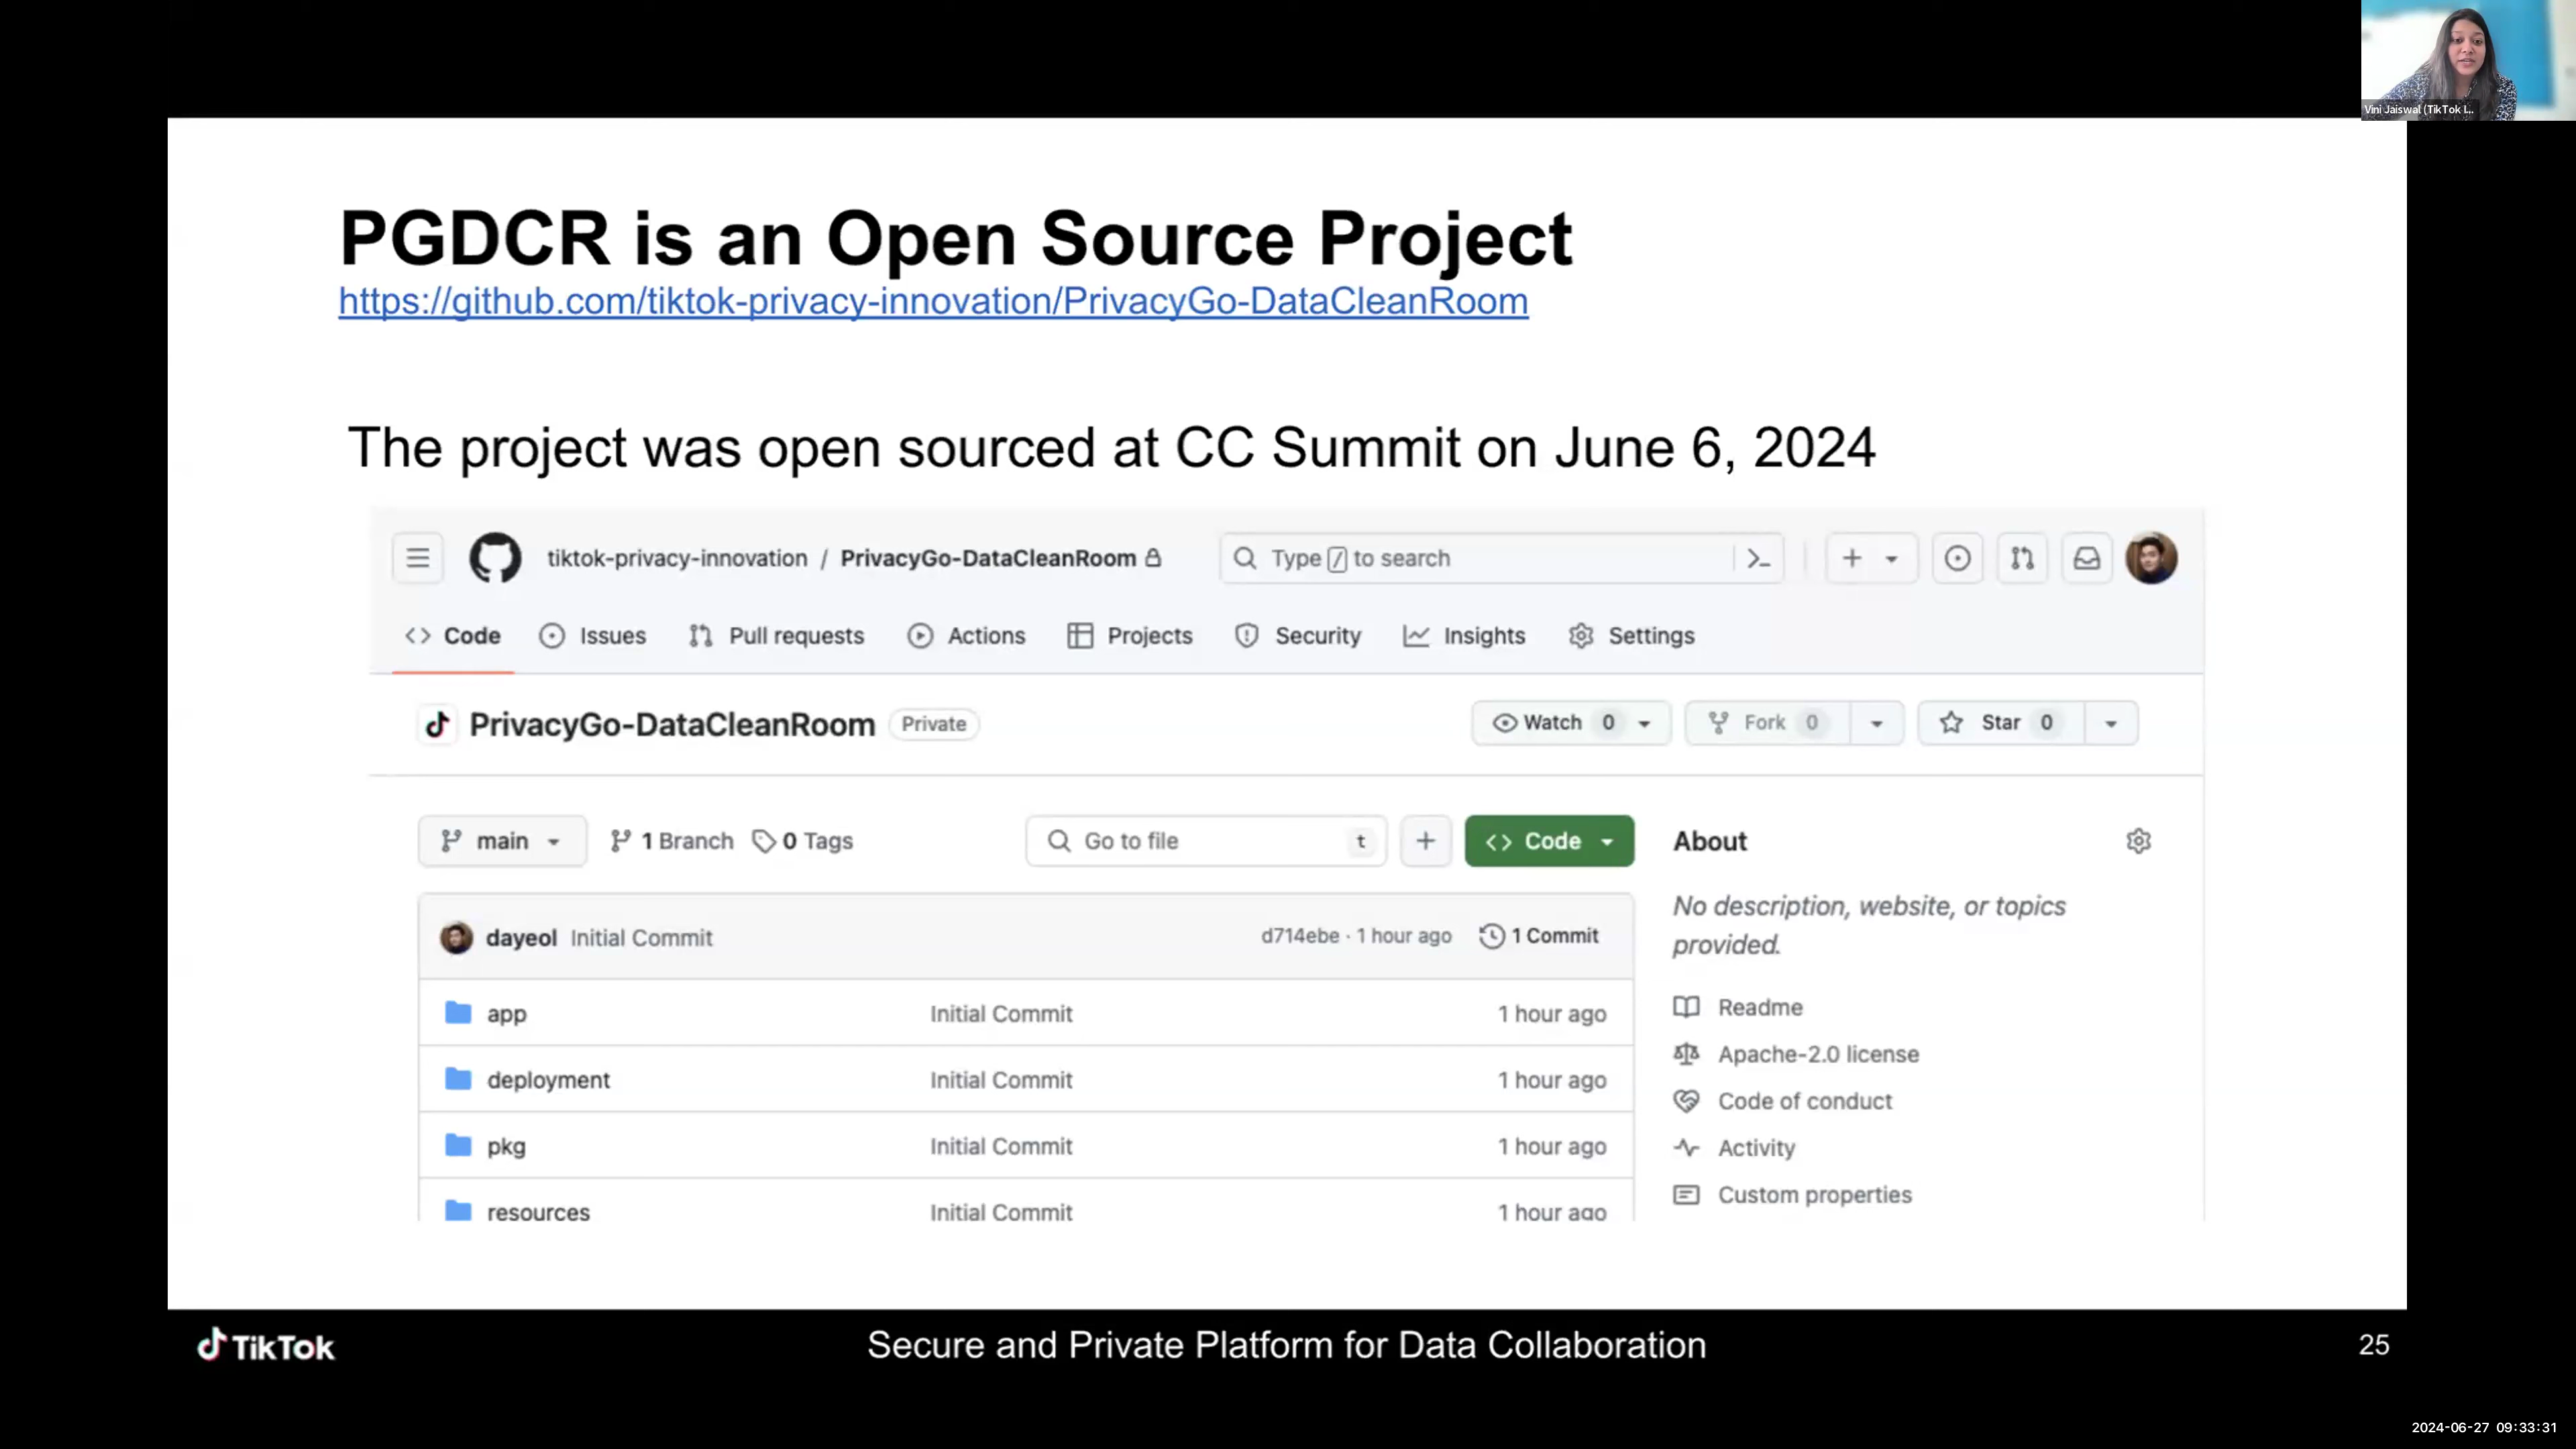 Vini Jaiswal (TikTok I...
PGDCR is an Open Source Project
https://github.com/tiktok-privacy-innovation/PrivacyGo-DataCleanRoom
The project was open sourced at CC Summit on June 6, 2024
tiktok-privacy-innovation / PrivacyGo-DataCleanRoom Type / to search
Code Issues Pull requests Actions Projects Security Insights Settings
PrivacyGo-DataCleanRoom Private Watch 0 Fork 0 Star 0
main 1 Branch 0 Tags Go to file t Code About
No description, website, or topics
provided.
dayeol Initial Commit d714ebe · 1 hour ago 1 Commit
app Initial Commit 1 hour ago
deployment Initial Commit 1 hour ago
pkg Initial Commit 1 hour ago
resources Initial Commit 1 hour ago
Readme
Apache-2.0 license
Code of conduct
Activity
Custom properties
TikTok Secure and Private Platform for Data Collaboration 25
2024-06-27 09:33:31